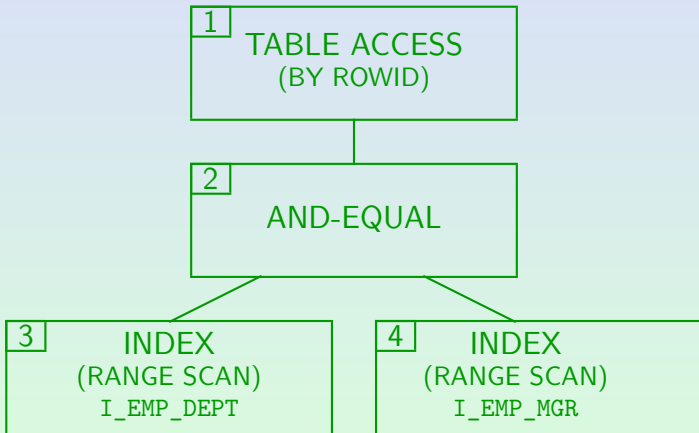 1
TABLE ACCESS
(BY ROWID)
2
AND-EQUAL
3
INDEX
(RANGE SCAN)
I_EMP_DEPT
4
INDEX
(RANGE SCAN)
I_EMP_MGR